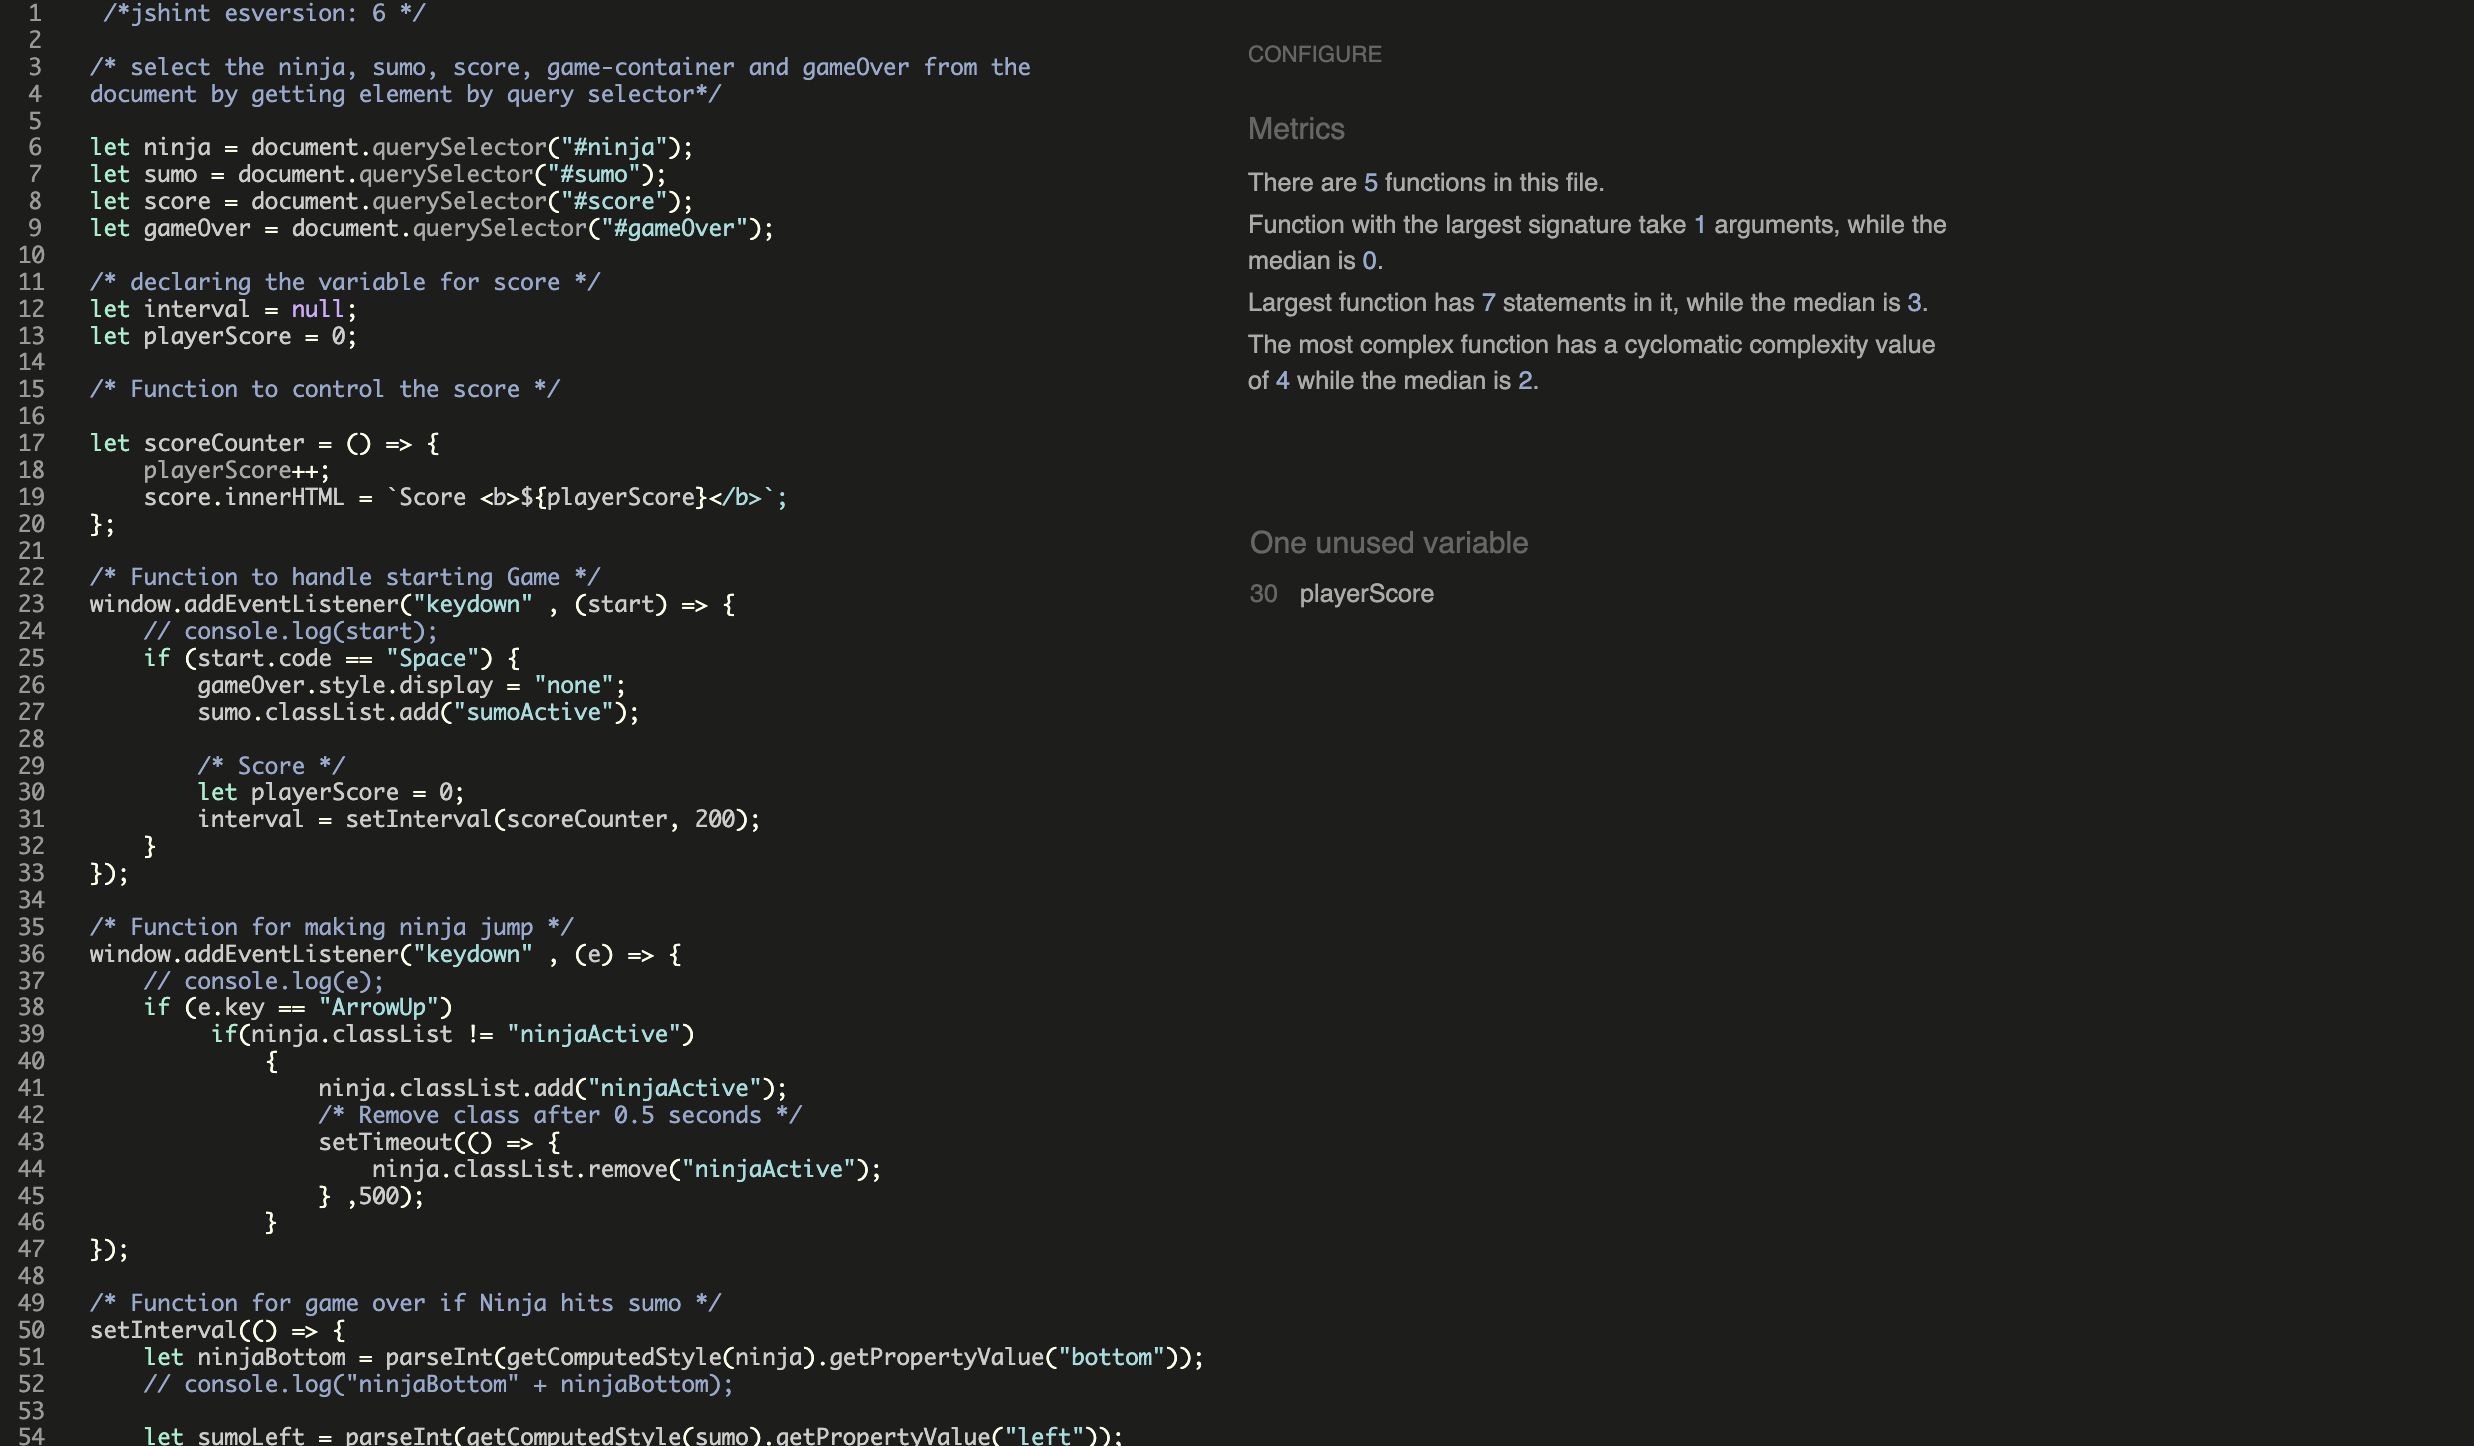 1 /*jshint esversion: 6 */
2
3 /* select the ninja, sumo, score, game-container and gameOver from the
4 document by getting element by query selector*/
5
6 let ninja = document.querySelector("#ninja");
7 let sumo = document.querySelector("#sumo");
8 let score = document.querySelector("#score");
9 let gameOver = document.querySelector("#gameOver");
10
11 /* declaring the variable for score */
12 let interval = null;
13 let playerScore = 0;
14
15 /* Function to control the score */
16
17 let scoreCounter = () => {
18     playerScore++;
19     score.innerHTML = `Score <b>${playerScore}</b>`;
20 };
21
22 /* Function to handle starting Game */
23 window.addEventListener("keydown" , (start) => {
24     // console.log(start);
25     if (start.code == "Space") {
26         gameOver.style.display = "none";
27         sumo.classList.add("sumoActive");
28
29         /* Score */
30         let playerScore = 0;
31         interval = setInterval(scoreCounter, 200);
32     }
33 });
34
35 /* Function for making ninja jump */
36 window.addEventListener("keydown" , (e) => {
37     // console.log(e);
38     if (e.key == "ArrowUp")
39          if(ninja.classList != "ninjaActive")
40              {
41                  ninja.classList.add("ninjaActive");
42                  /* Remove class after 0.5 seconds */
43                  setTimeout(() => {
44                      ninja.classList.remove("ninjaActive");
45                  } ,500);
46              }
47 });
48
49 /* Function for game over if Ninja hits sumo */
50 setInterval(() => {
51     let ninjaBottom = parseInt(getComputedStyle(ninja).getPropertyValue("bottom"));
52     // console.log("ninjaBottom" + ninjaBottom);
53
54     let sumoLeft = parseInt(getComputedStyle(sumo).getPropertyValue("left"));
CONFIGURE
Metrics
There are 5 functions in this file.
Function with the largest signature take 1 arguments, while the
median is 0.
Largest function has 7 statements in it, while the median is 3.
The most complex function has a cyclomatic complexity value
of 4 while the median is 2.
One unused variable
30 playerScore